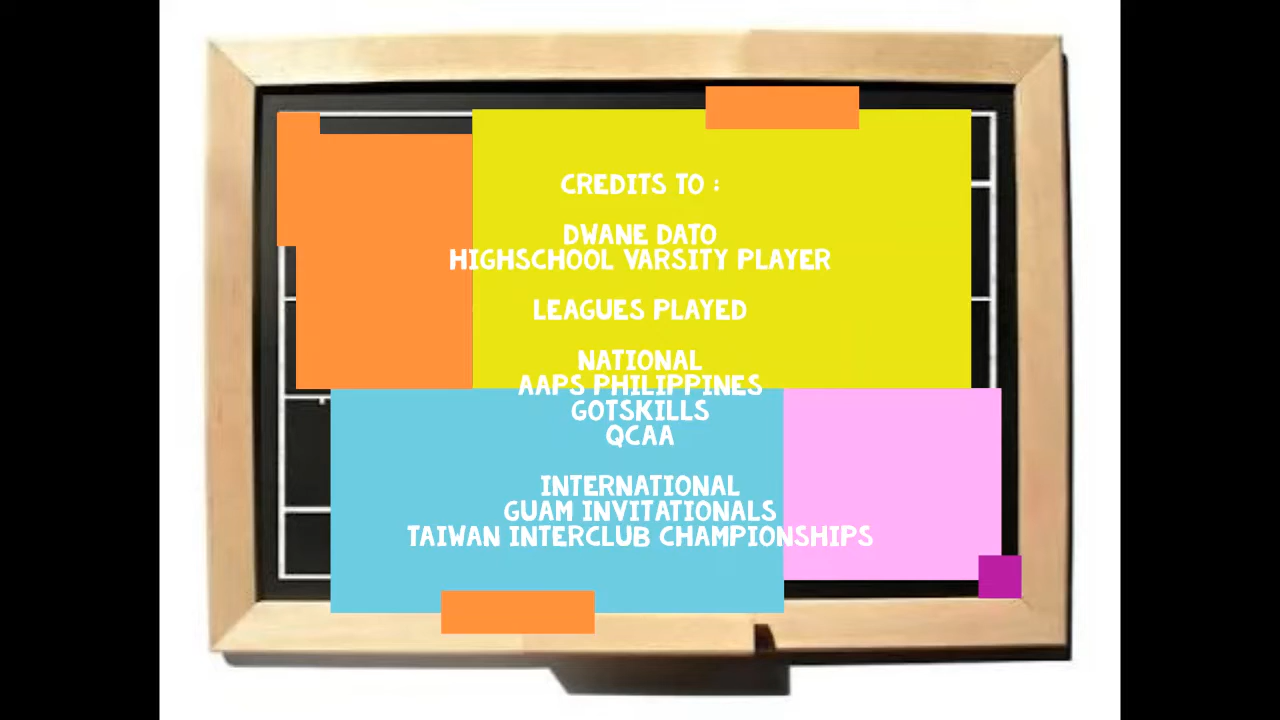 CREDITS TO :
DWANE DATO
HIGHSCHOOL VARSITY PLAYER
LEAGUES PLAYED
NATIONAL
AAPS PHILIPPINES
GOTSKILLS
QCAA
INTERNATIONAL
GUAM INVITATIONALS
TAIWAN INTERCLUB CHAMPIONSHIPS